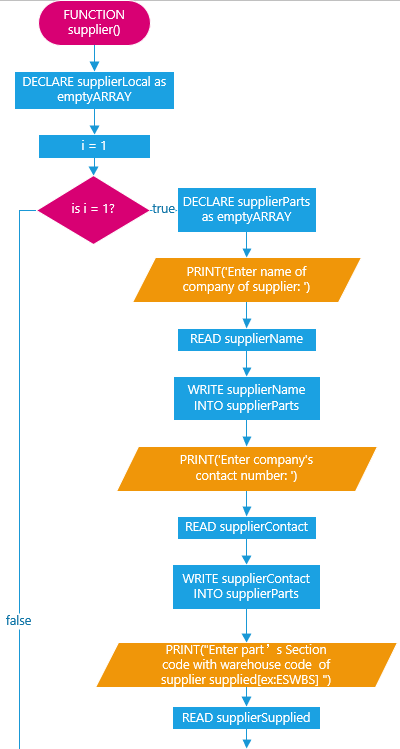 FUNCTION
supplier()
DECLARE supplierLocal as
emptyARRAY
i = 1
is i = 1?
true
DECLARE supplierParts
as emptyARRAY
PRINT('Enter name of
company of supplier: ')
READ supplierName
WRITE supplierName
INTO supplierParts
PRINT('Enter company's
contact number: ')
READ supplierContact
WRITE supplierContact
INTO supplierParts
false
PRINT("Enter part’s Section
code with warehouse code of
supplier supplied[ex:ESWBS] ")
READ supplierSupplied